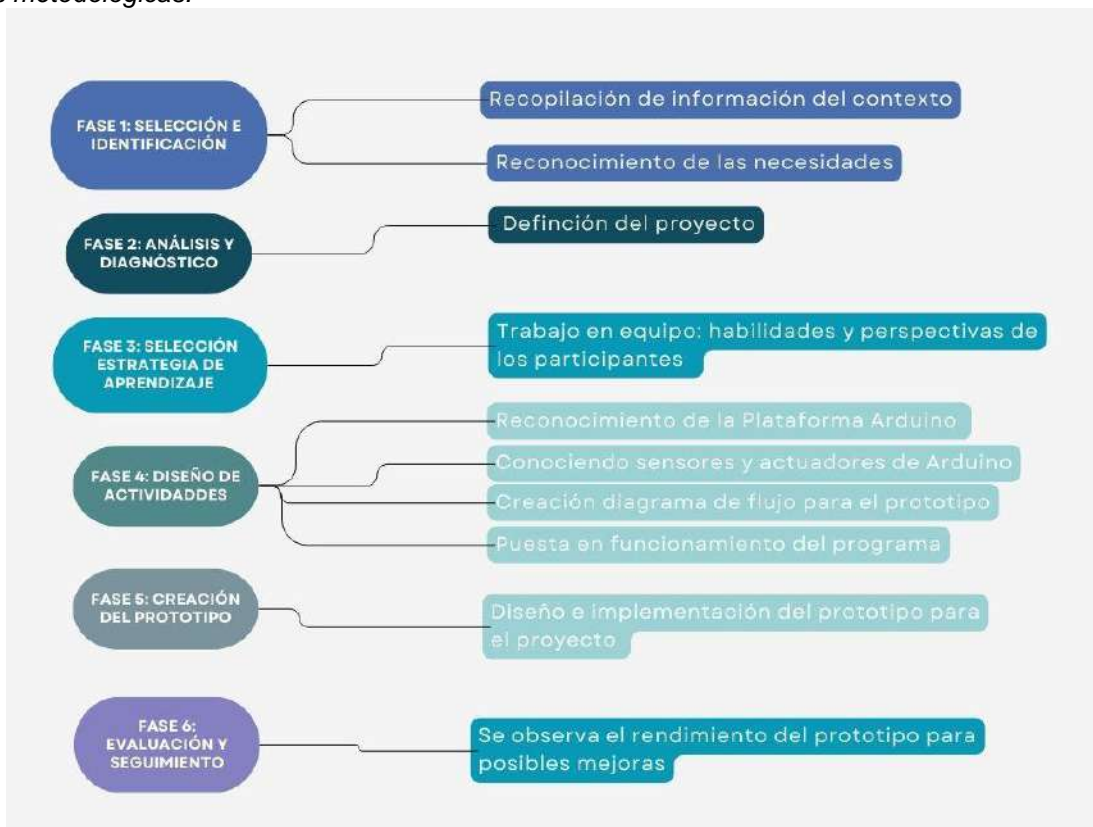 metodológicas.
FASE 1: SELECCIÓN E
IDENTIFICACIÓN
Recopilación de información del contexto
Reconocimiento de las necesidades
FASE 2: ANÁLISIS Y
DIAGNÓSTICO
Definción del proyecto
FASE 3: SELECCIÓN
ESTRATEGIA DE
APRENDIZAJE
Trabajo en equipo: habilidades y perspectivas de
los participantes
FASE 4: DISEÑO DE
ACTIVIDADDES
Reconocimiento de la Plataforma Arduino
Conociendo sensores y actuadores de Arduino
Creación diagrama de flujo para el prototipo
Puesta en funcionamiento del programa
FASE 5: CREACIÓN
DEL PROTOTIPO
Diseño e implementación del prototipo para
el proyecto
FASE 6:
EVALUACIÓN Y
SEGUIMIENTO
Se observa el rendimiento del prototipo para
posibles mejoras